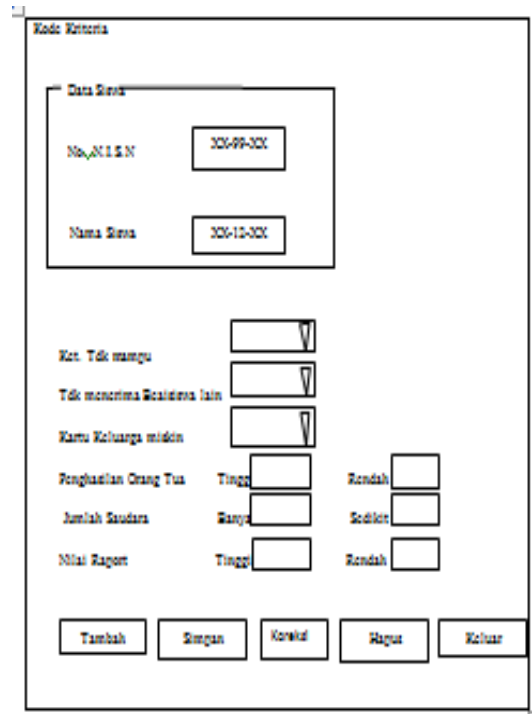 Kode Kriteria
Data Siswa
No. N.I.S.N XX-99-XX
Nama Siswa XX-12-XX
Ket. Tdk mampu
Tdk menerima Beasiswa lain
Kartu Keluarga miskin
Penghasilan Orang Tua Tingg Rendah
Jumlah Saudara Banya Sedikit
Nilai Raport Tinggi Rendah
Tambah Simpan Koreksi Hapus Keluar